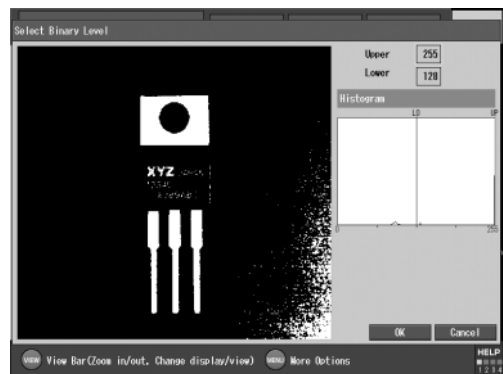 Select Binary Level
Upper 255
Lower 128
Histogram
LO UP
0 255
XYZ
OK Cancel
VIEW View Bar(Zoom in/out, Change display/view) MENU More Options
HELP
1 2 3 4